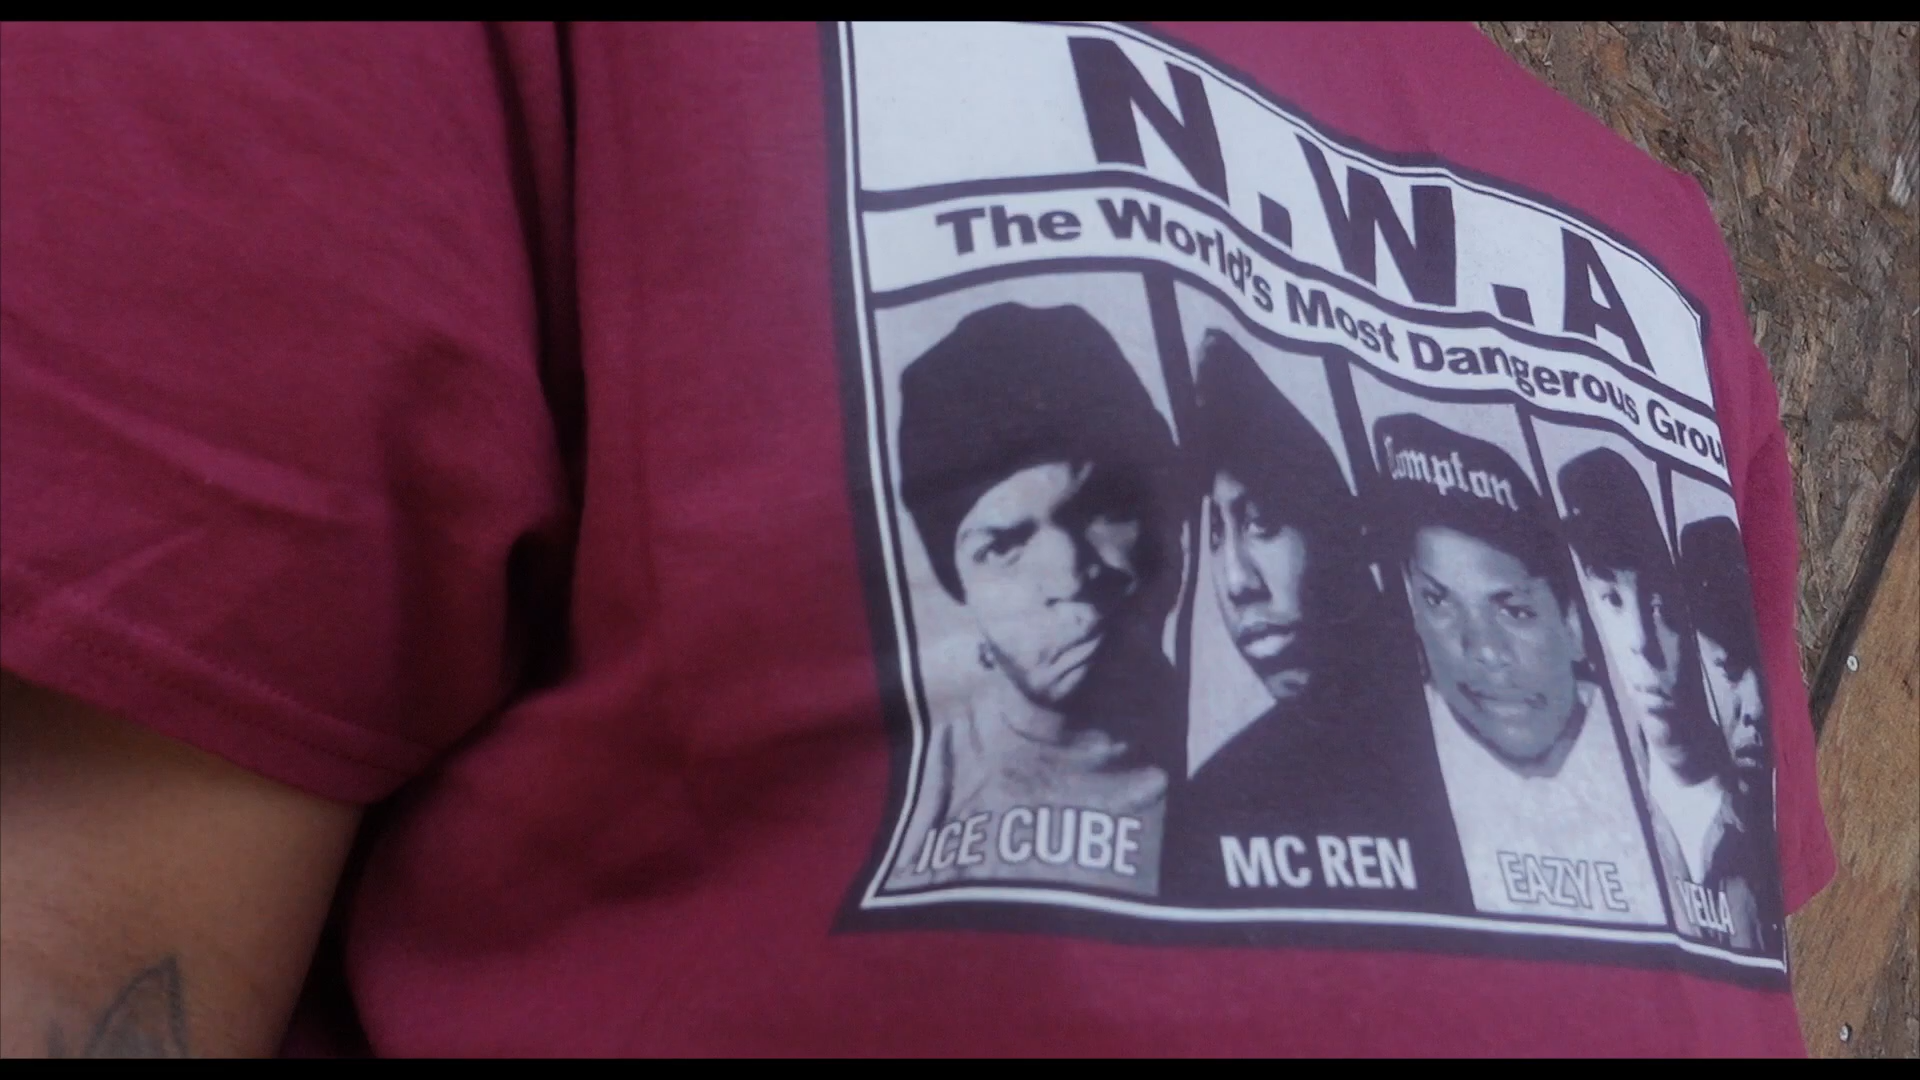 N.W.A
The World's Most Dangerous Grou
Compton
ICE CUBE
MC REN
EAZY E
YELLA